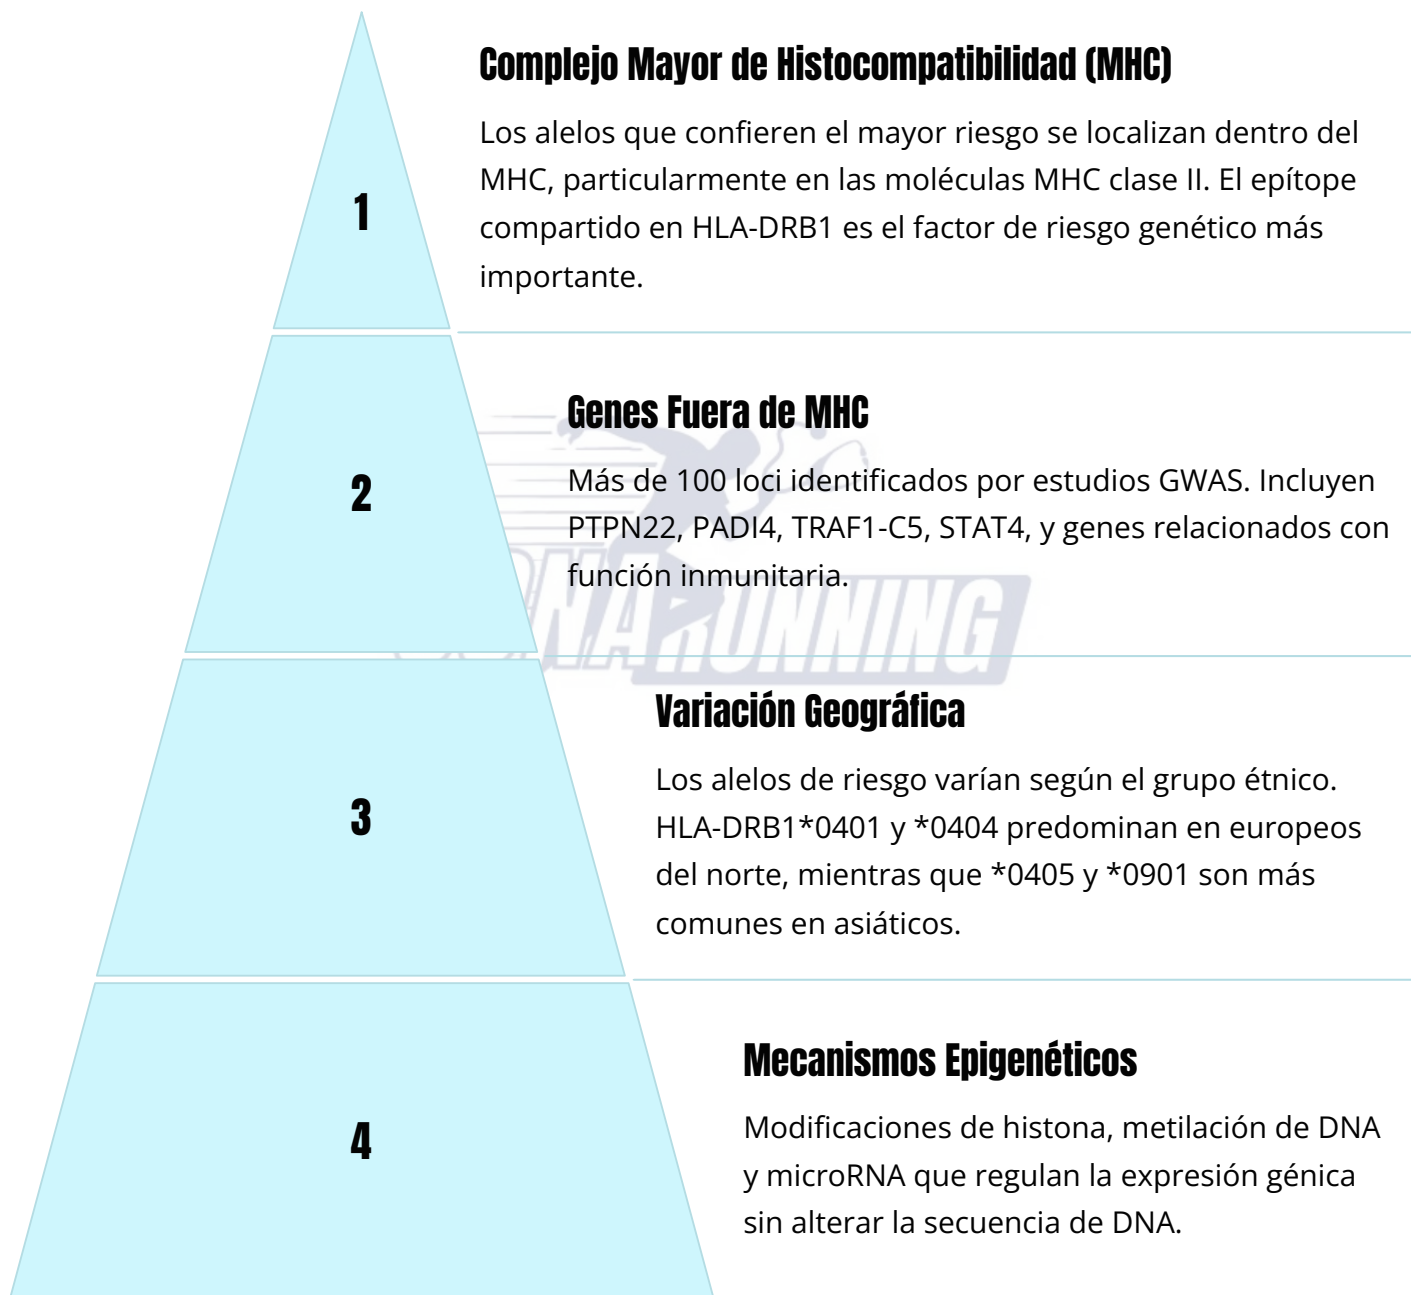 Complejo Mayor de Histocompatibilidad (MHC)
Los alelos que confieren el mayor riesgo se localizan dentro del
MHC, particularmente en las moléculas MHC clase II. El epítope
compartido en HLA-DRB1 es el factor de riesgo genético más
importante.
1
Genes Fuera de MHC
Más de 100 loci identificados por estudios GWAS. Incluyen
PTPN22, PADI4, TRAF1-C5, STAT4, y genes relacionados con
función inmunitaria.
2
RUNNING
Variación Geográfica
Los alelos de riesgo varían según el grupo étnico.
HLA-DRB1*0401 y *0404 predominan en europeos
del norte, mientras que *0405 y *0901 son más
comunes en asiáticos.
3
Mecanismos Epigenéticos
Modificaciones de histona, metilación de DNA
y microRNA que regulan la expresión génica
sin alterar la secuencia de DNA.
4